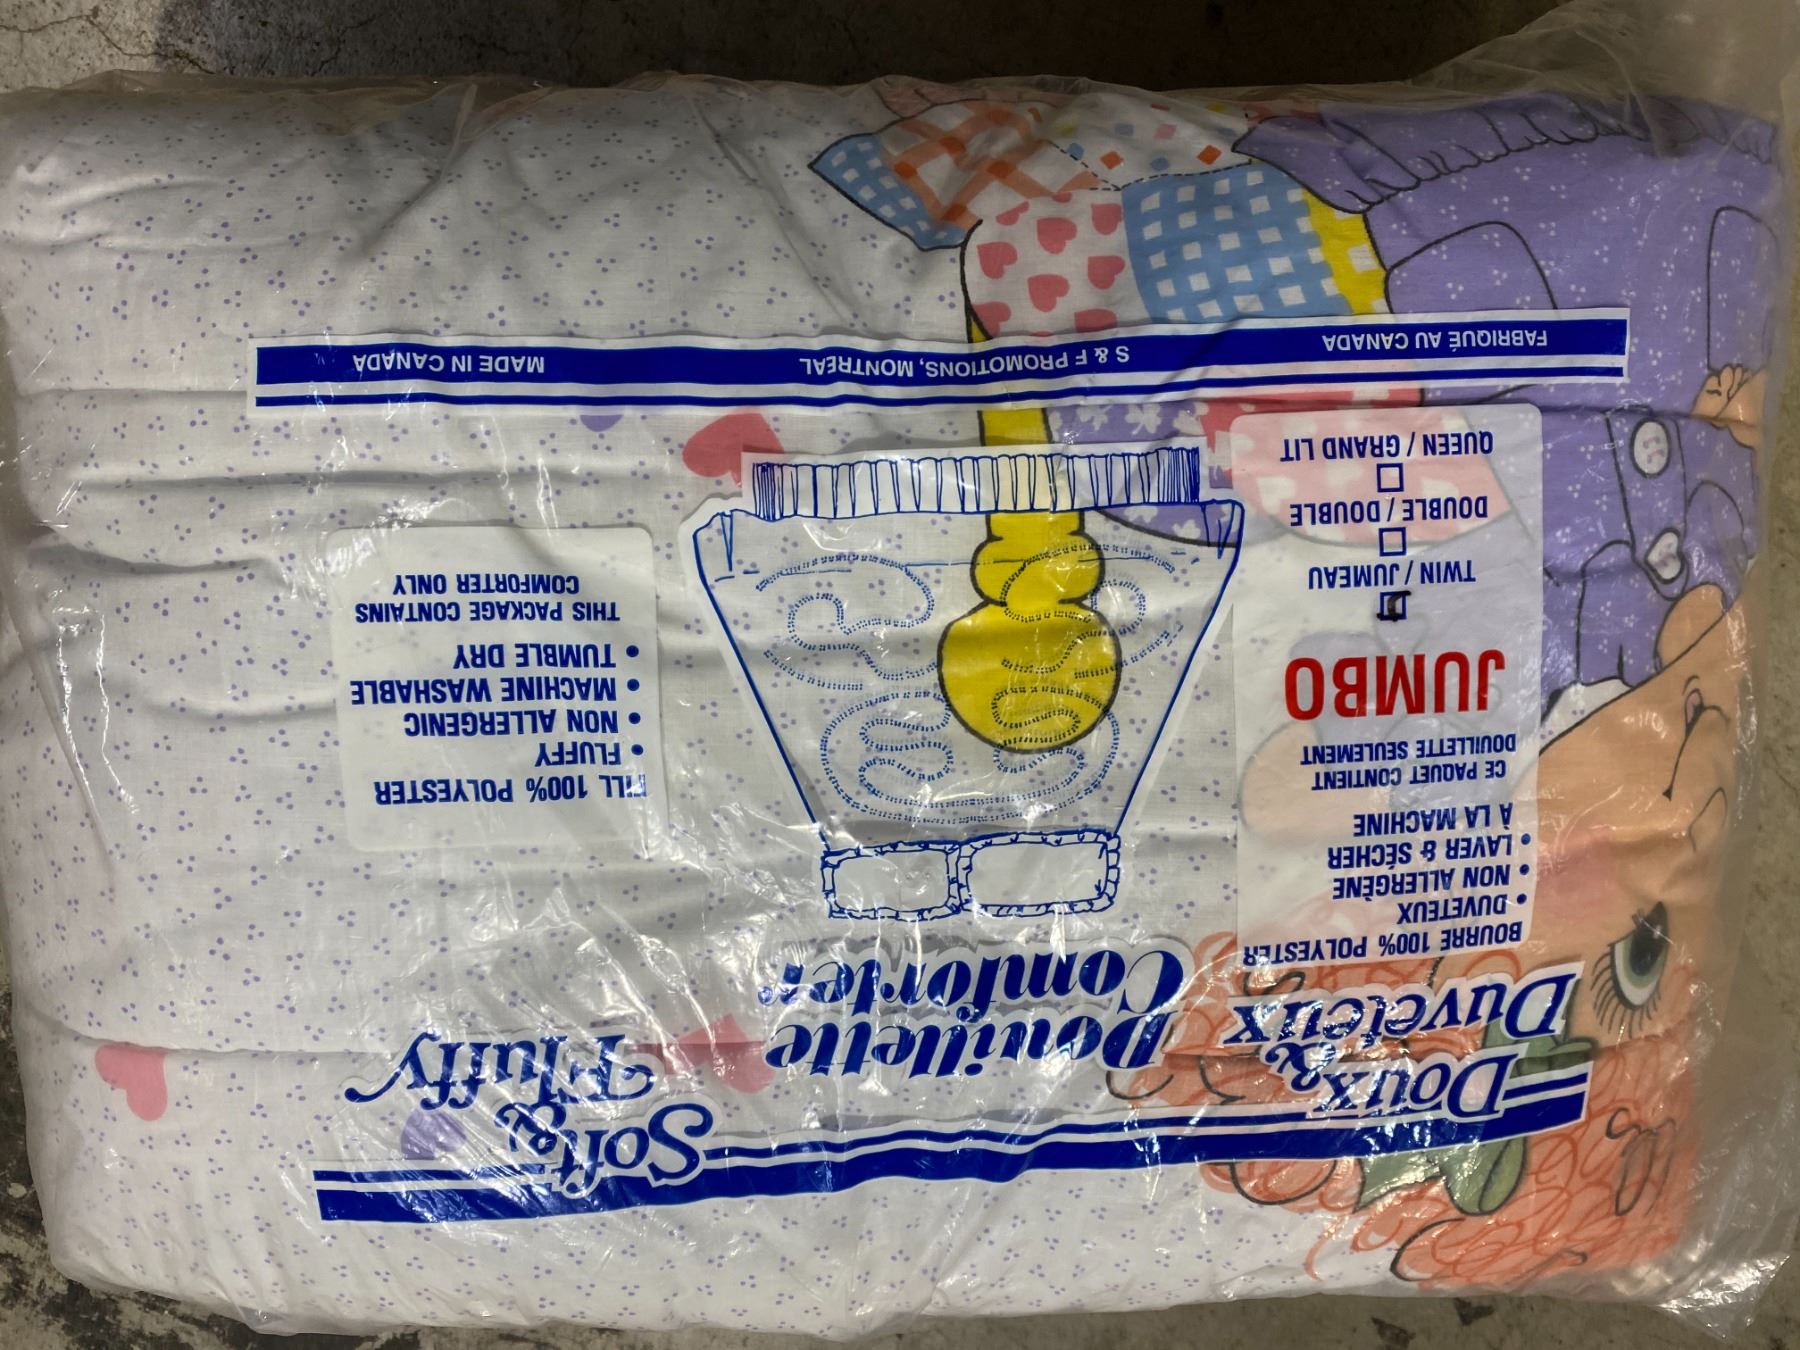 Doux
&
Duveteux
Douillette
Comforter
Soft
&
Fluffy
BOURRE 100% POLYESTER
• DUVETEUX
• NON ALLERGÈNE
• LAVER & SÉCHER
À LA MACHINE
CE PAQUET CONTIENT
DOUILLETTE SEULEMENT
JUMBO
TWIN / JUMEAU
DOUBLE / DOUBLE
QUEEN / GRAND LIT
FILL 100% POLYESTER
• FLUFFY
• NON ALLERGENIC
• MACHINE WASHABLE
• TUMBLE DRY
THIS PACKAGE CONTAINS
COMFORTER ONLY
FABRIQUÉ AU CANADA
S & F PROMOTIONS, MONTREAL
MADE IN CANADA